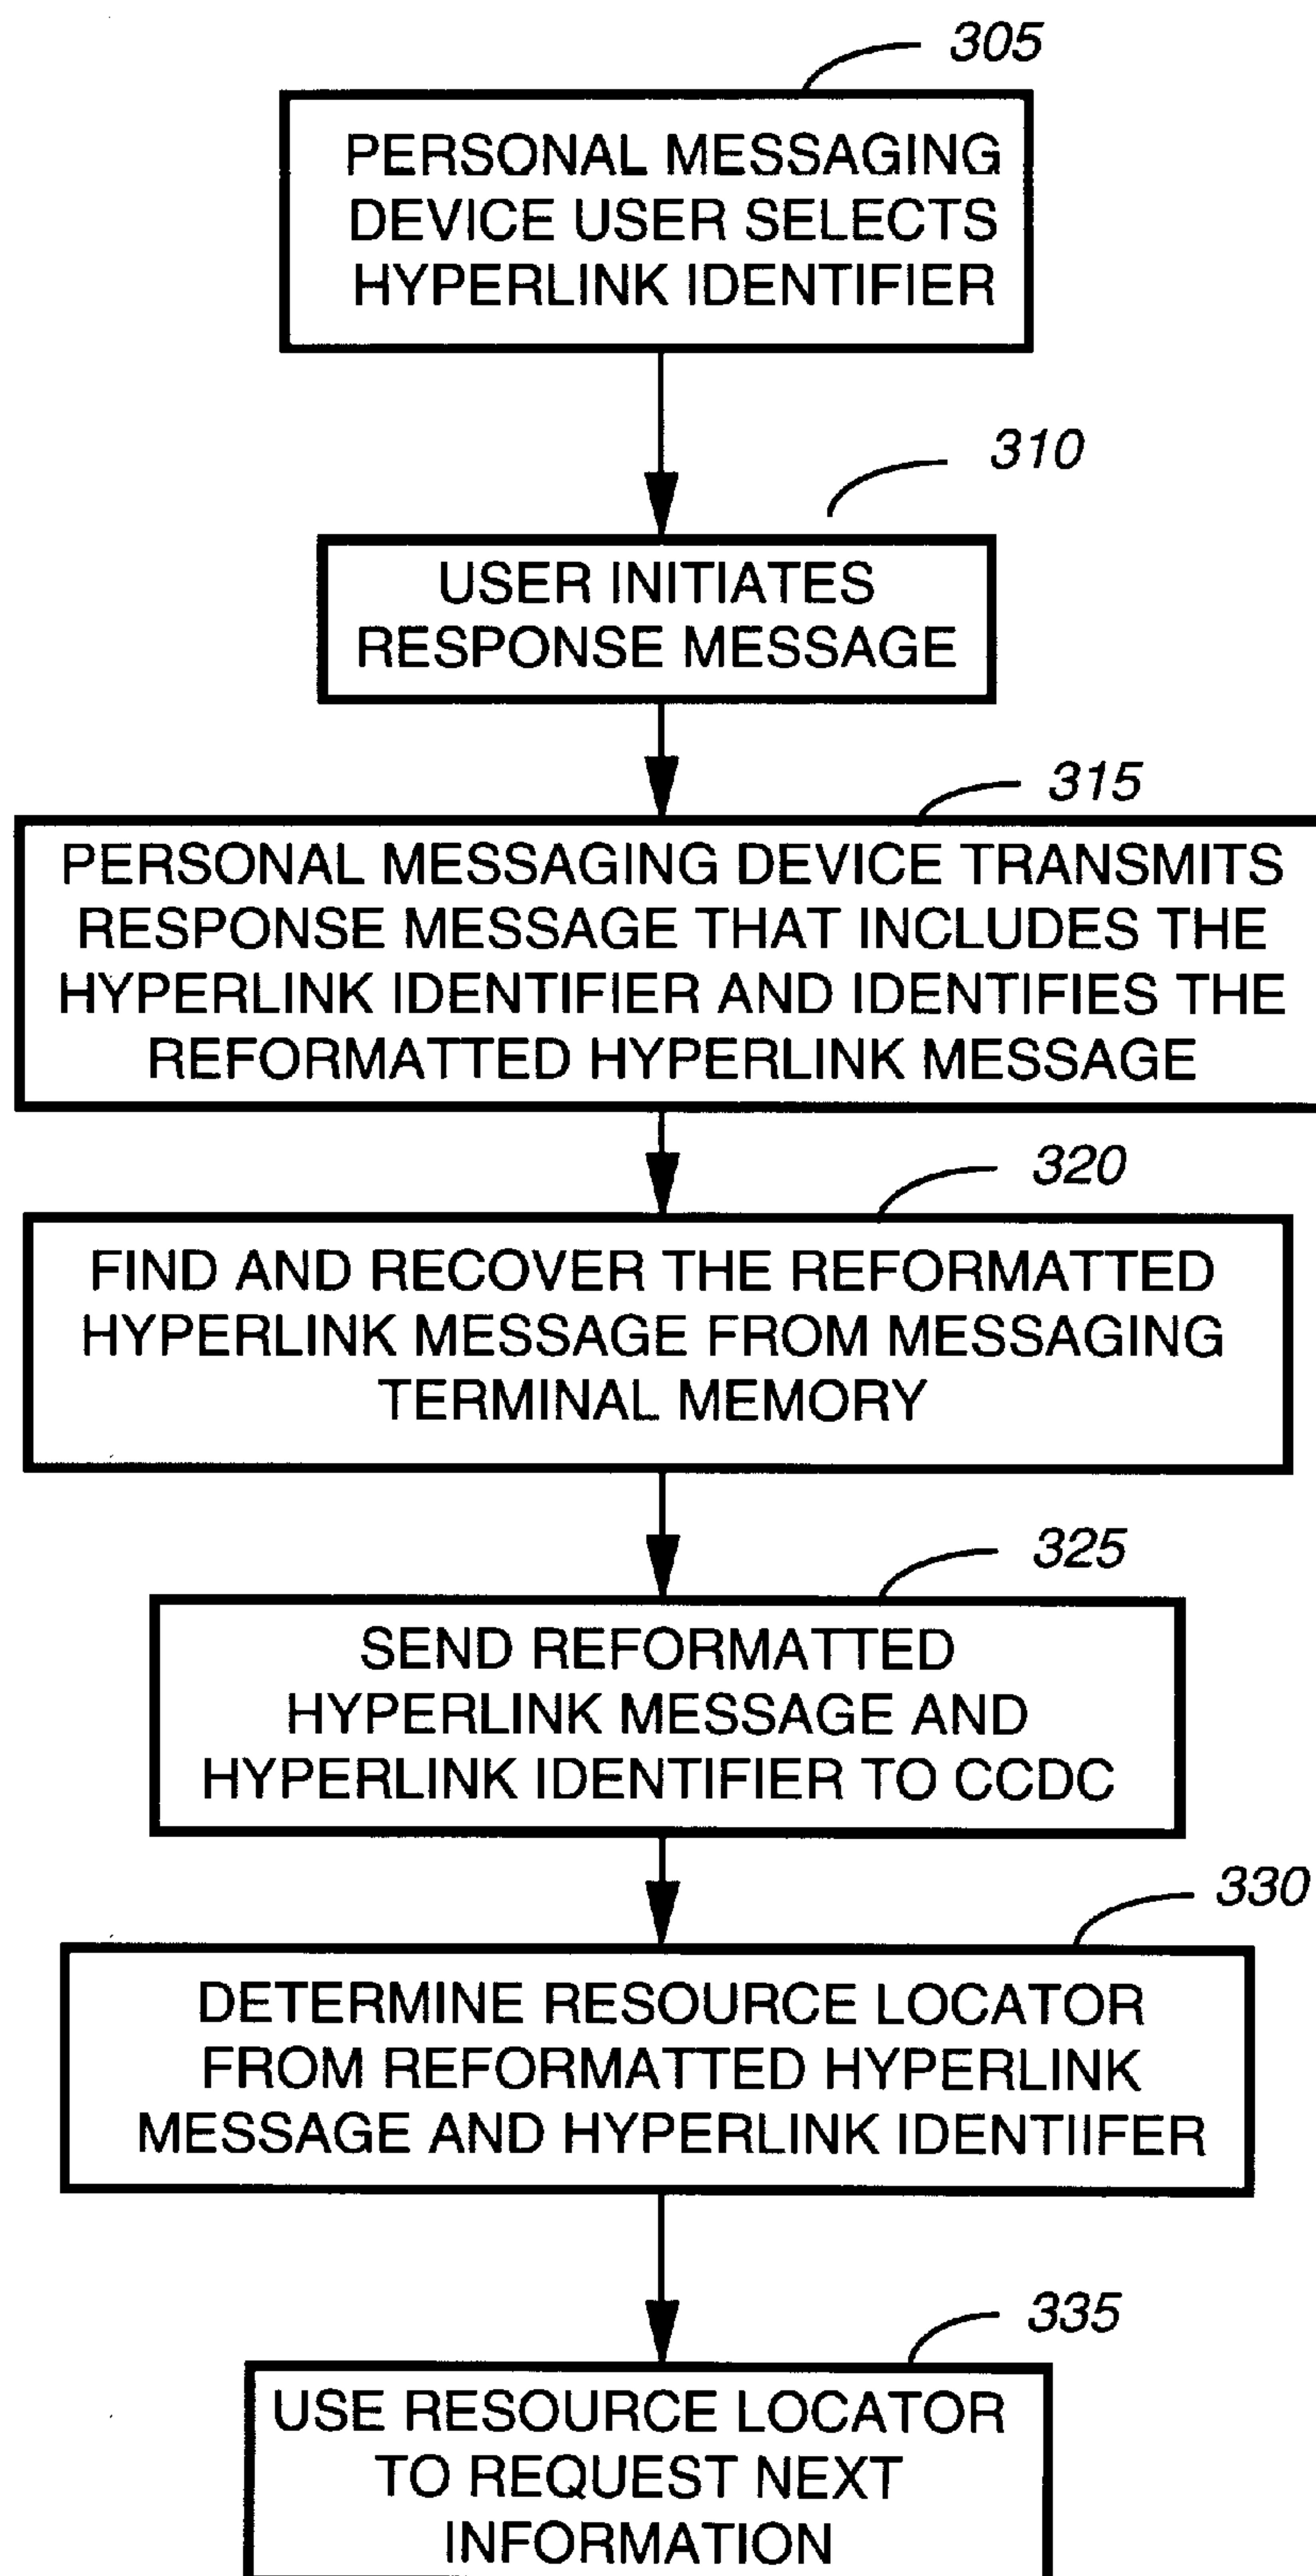 305
PERSONAL MESSAGING
DEVICE USER SELECTS
HYPERLINK IDENTIFIER
310
USER INITIATES
RESPONSE MESSAGE
315
PERSONAL MESSAGING DEVICE TRANSMITS
RESPONSE MESSAGE THAT INCLUDES THE
HYPERLINK IDENTIFIER AND IDENTIFIES THE
REFORMATTED HYPERLINK MESSAGE
320
FIND AND RECOVER THE REFORMATTED
HYPERLINK MESSAGE FROM MESSAGING
TERMINAL MEMORY
325
SEND REFORMATTED
HYPERLINK MESSAGE AND
HYPERLINK IDENTIFIER TO CCDC
330
DETERMINE RESOURCE LOCATOR
FROM REFORMATTED HYPERLINK
MESSAGE AND HYPERLINK IDENTIIFER
335
USE RESOURCE LOCATOR
TO REQUEST NEXT
INFORMATION